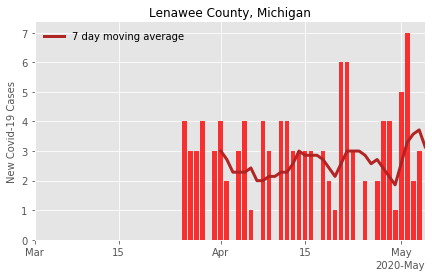 Lenawee County, Michigan
7 day moving average
New Covid-19 Cases
7
6
5
4
3
2
1
0
Mar 15 Apr 15 May
2020-May